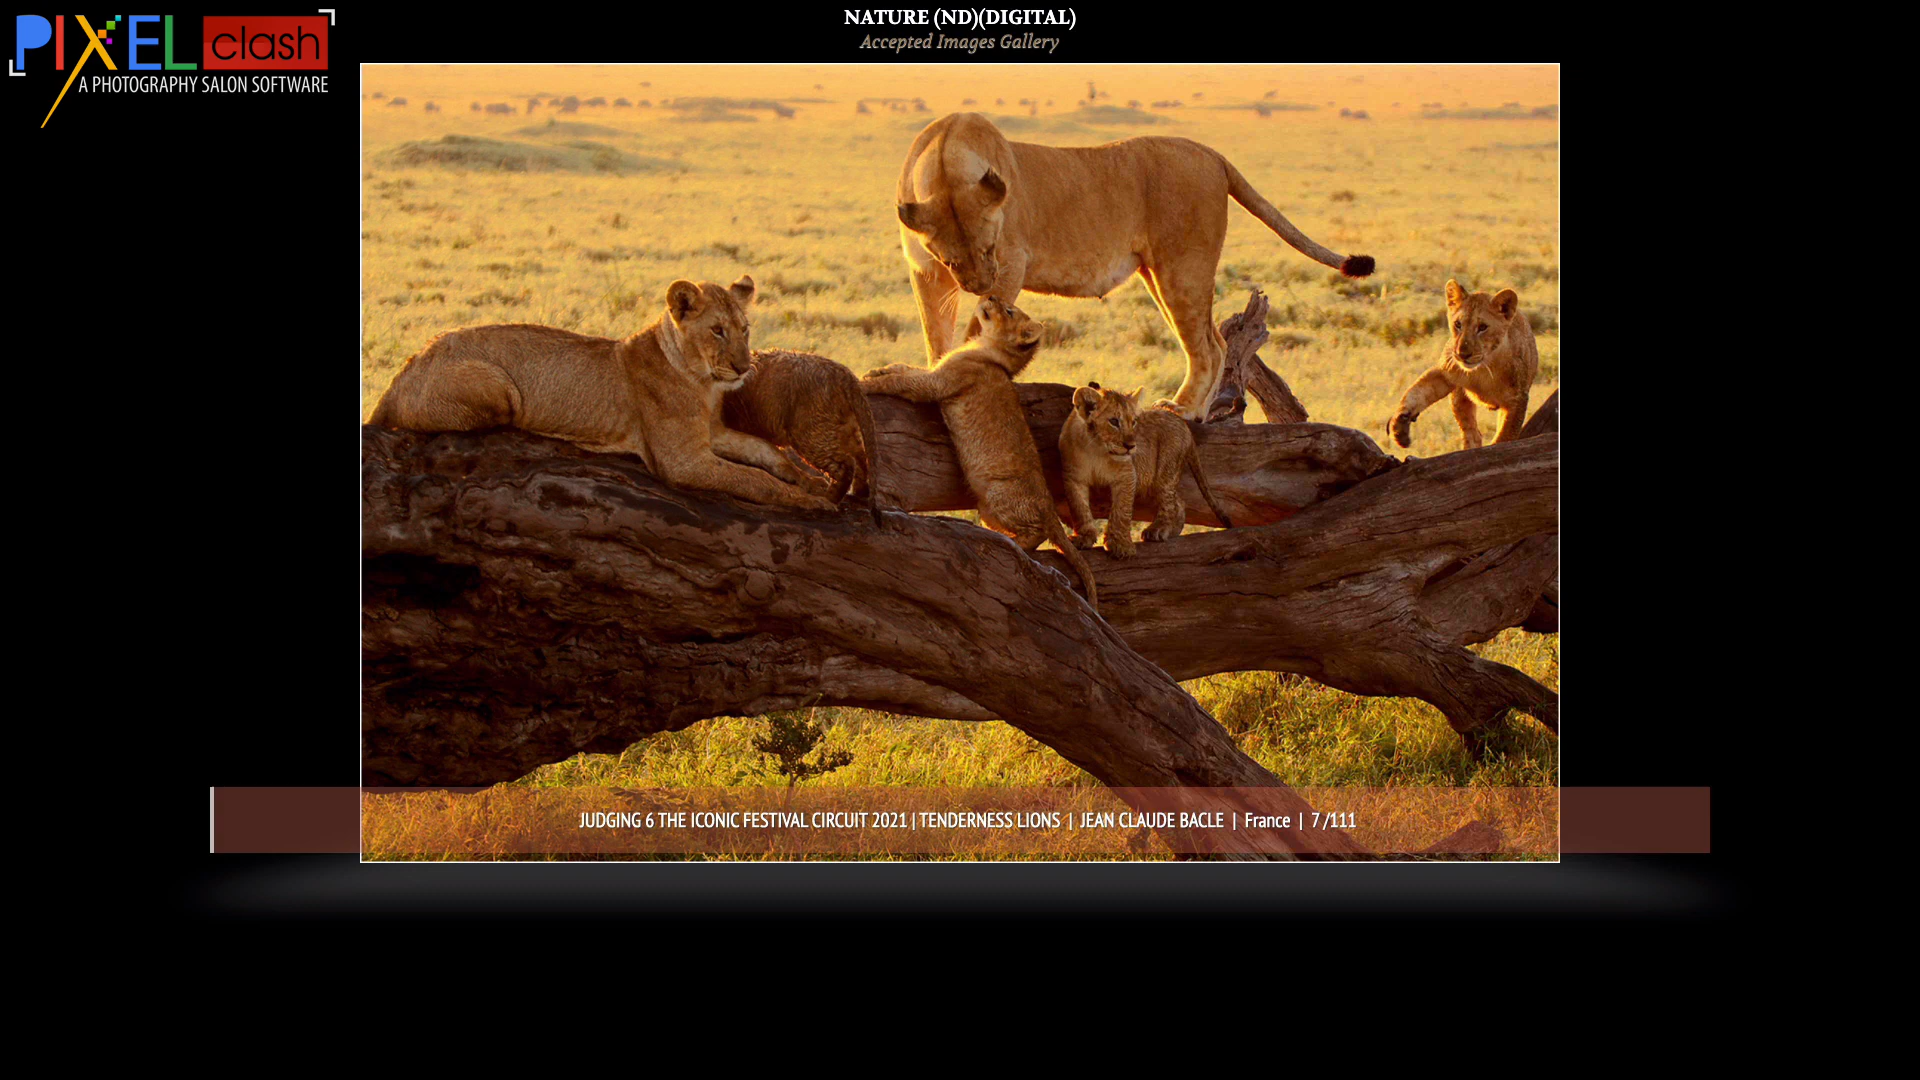 PIXEL clash
A PHOTOGRAPHY SALON SOFTWARE
NATURE (ND)(DIGITAL)
Accepted Images Gallery
JUDGING 6 THE ICONIC FESTIVAL CIRCUIT 2021 | TENDERNESS LIONS | JEAN CLAUDE BACLE | France | 7 /111